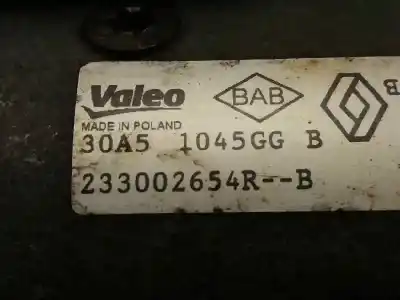 Valeo
BAB
MADE IN POLAND
30A5 1045GG B
233002654R--B